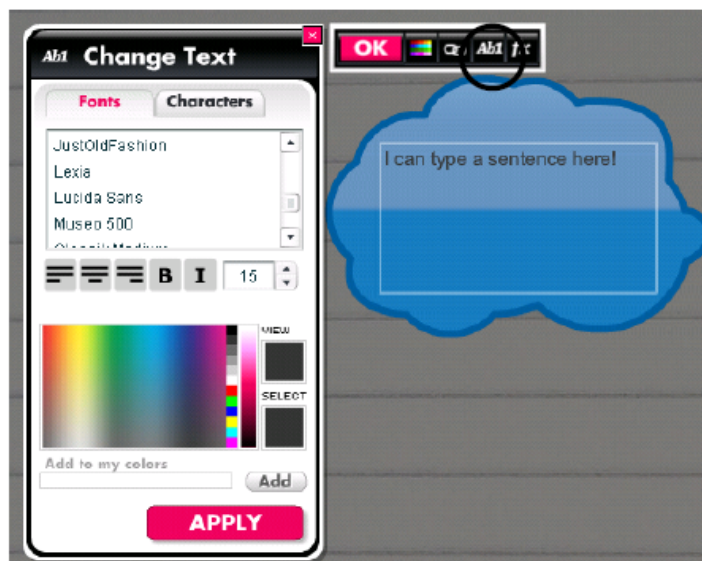 Ab1 Change Text
Fonts
Characters
JustOldFashion
Lexia
Lucida Sans
Museo 500
B I 15
VIEW
SELECT
Add to my colors
Add
APPLY
OK Ab1
I can type a sentence here!